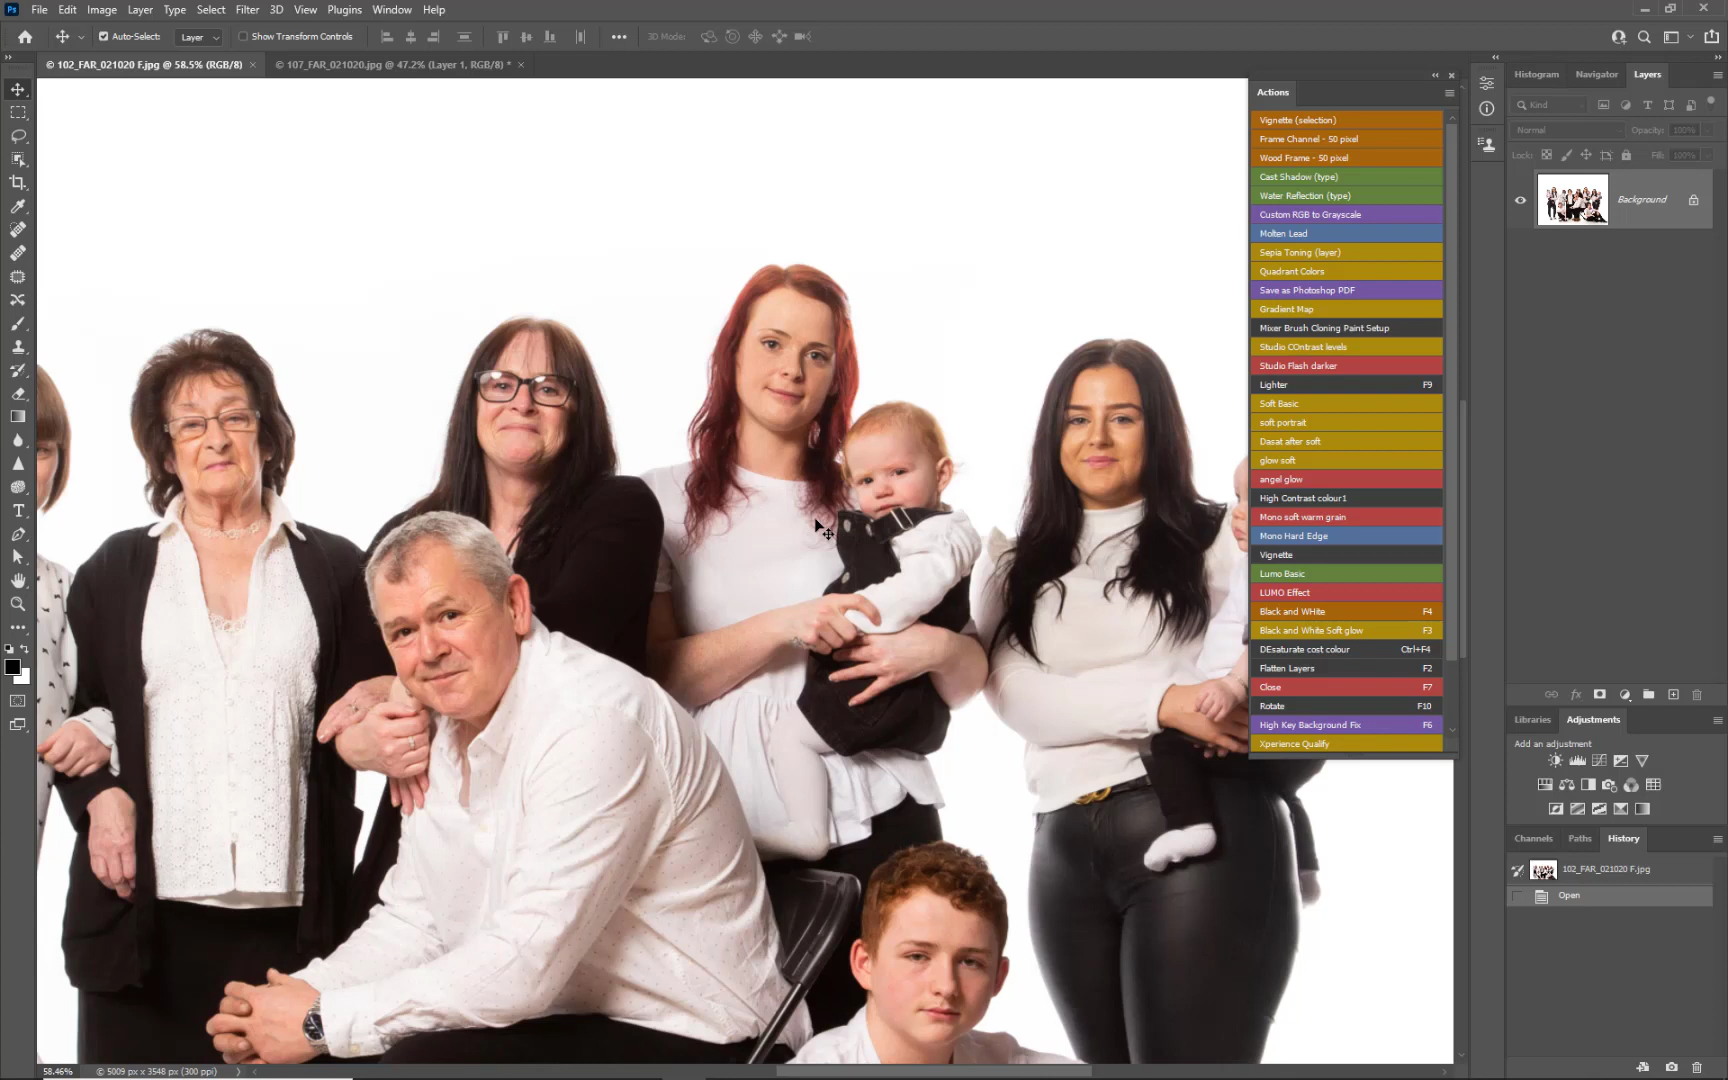 Ps File Edit Image Layer Type Select Filter 3D View Plugins Window Help
Auto-Select: Layer Show Transform Controls 3D Mode:
© 102_FAR_021020 F.jpg @ 58.5% (RGB/8) × © 107_FAR_021020.jpg @ 47.2% (Layer 1, RGB/8) * ×
Actions
Vignette (selection)
Frame Channel - 50 pixel
Wood Frame - 50 pixel
Cast Shadow (type)
Water Reflection (type)
Custom RGB to Grayscale
Molten Lead
Sepia Toning (layer)
Quadrant Colors
Save as Photoshop PDF
Gradient Map
Mixer Brush Cloning Paint Setup
Studio COntrast levels
Studio Flash darker
Lighter F9
Soft Basic
soft portrait
Dasat after soft
glow soft
angel glow
High Contrast colour1
Mono soft warm grain
Mono Hard Edge
Vignette
Lumo Basic
LUMO Effect
Black and WHite F4
Black and White Soft glow F3
DEsaturate cost colour Ctrl+F4
Flatten Layers F2
Close F7
Rotate F10
High Key Background Fix F6
Xperience Qualify
Histogram Navigator Layers
Kind
Normal Opacity: 100%
Lock: Fill: 100%
Background
Libraries Adjustments
Add an adjustment
Channels Paths History
102_FAR_021020 F.jpg
Open
58.46% © 5009 px x 3548 px (300 ppi)